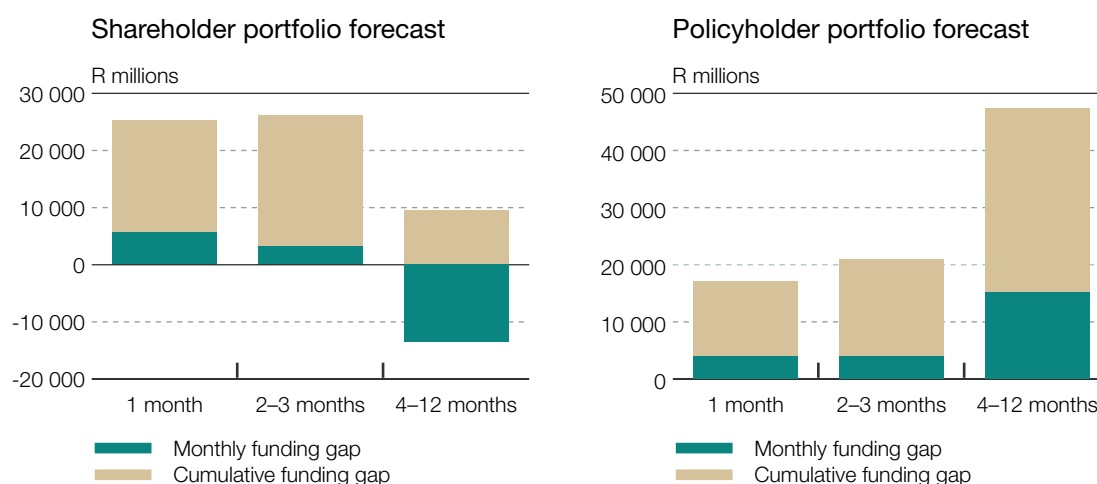 Shareholder portfolio forecast
R millions
30 000
20 000
10 000
0
-10 000
-20 000
1 month
2–3 months
4–12 months
Monthly funding gap
Cumulative funding gap
Policyholder portfolio forecast
R millions
50 000
40 000
30 000
20 000
10 000
0
1 month
2–3 months
4–12 months
Monthly funding gap
Cumulative funding gap